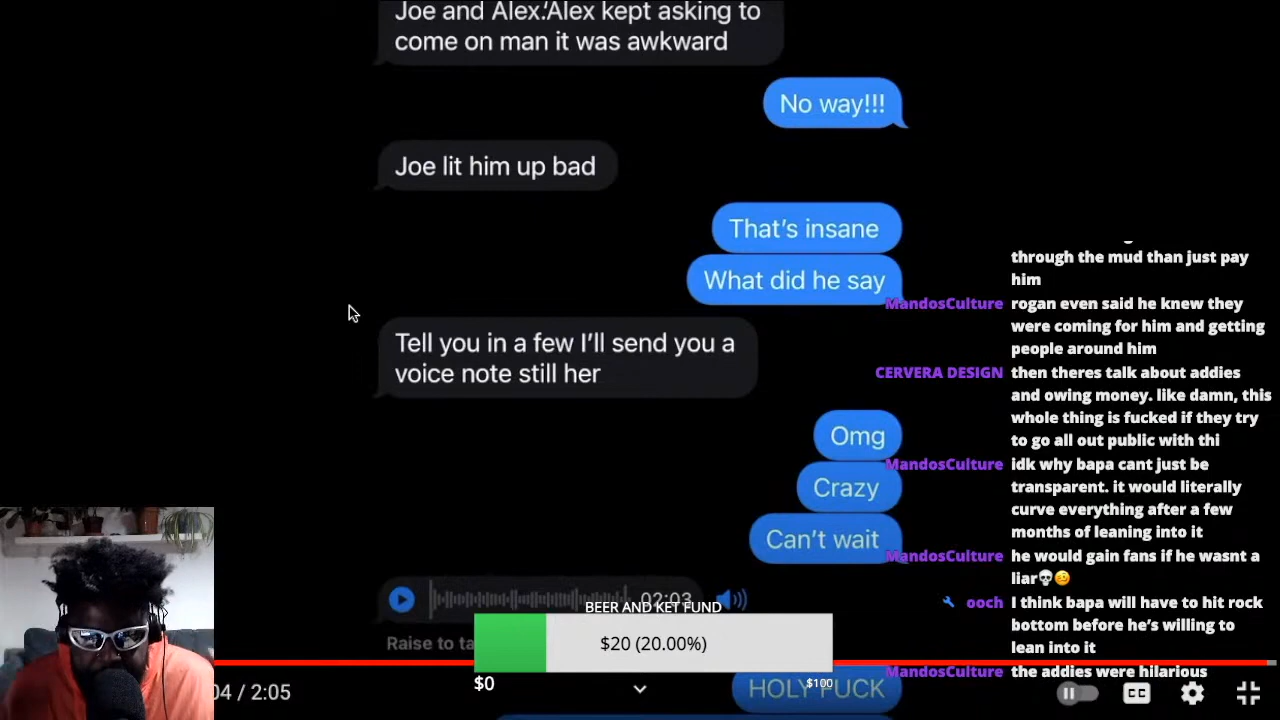 Joe and Alex.'Alex kept asking to
come on man it was awkward
No way!!!
Joe lit him up bad
That's insane
What did he say
Tell you in a few I'll send you a
voice note still her
Omg
Crazy
Can't wait
02:03
Raise to ta
HOLY FUCK
BEER AND KET FUND
$20 (20.00%)
$0
$100
04 / 2:05
CC
through the mud than just pay
him
MandosCulture rogan even said he knew they
were coming for him and getting
people around him
CERVERA DESIGN then theres talk about addies
and owing money. like damn, this
whole thing is fucked if they try
to go all out public with thi
MandosCulture idk why bapa cant just be
transparent. it would literally
curve everything after a few
months of leaning into it
MandosCulture he would gain fans if he wasnt a
liar💀🥴
ooch I think bapa will have to hit rock
bottom before he's willing to
lean into it
MandosCulture the addies were hilarious